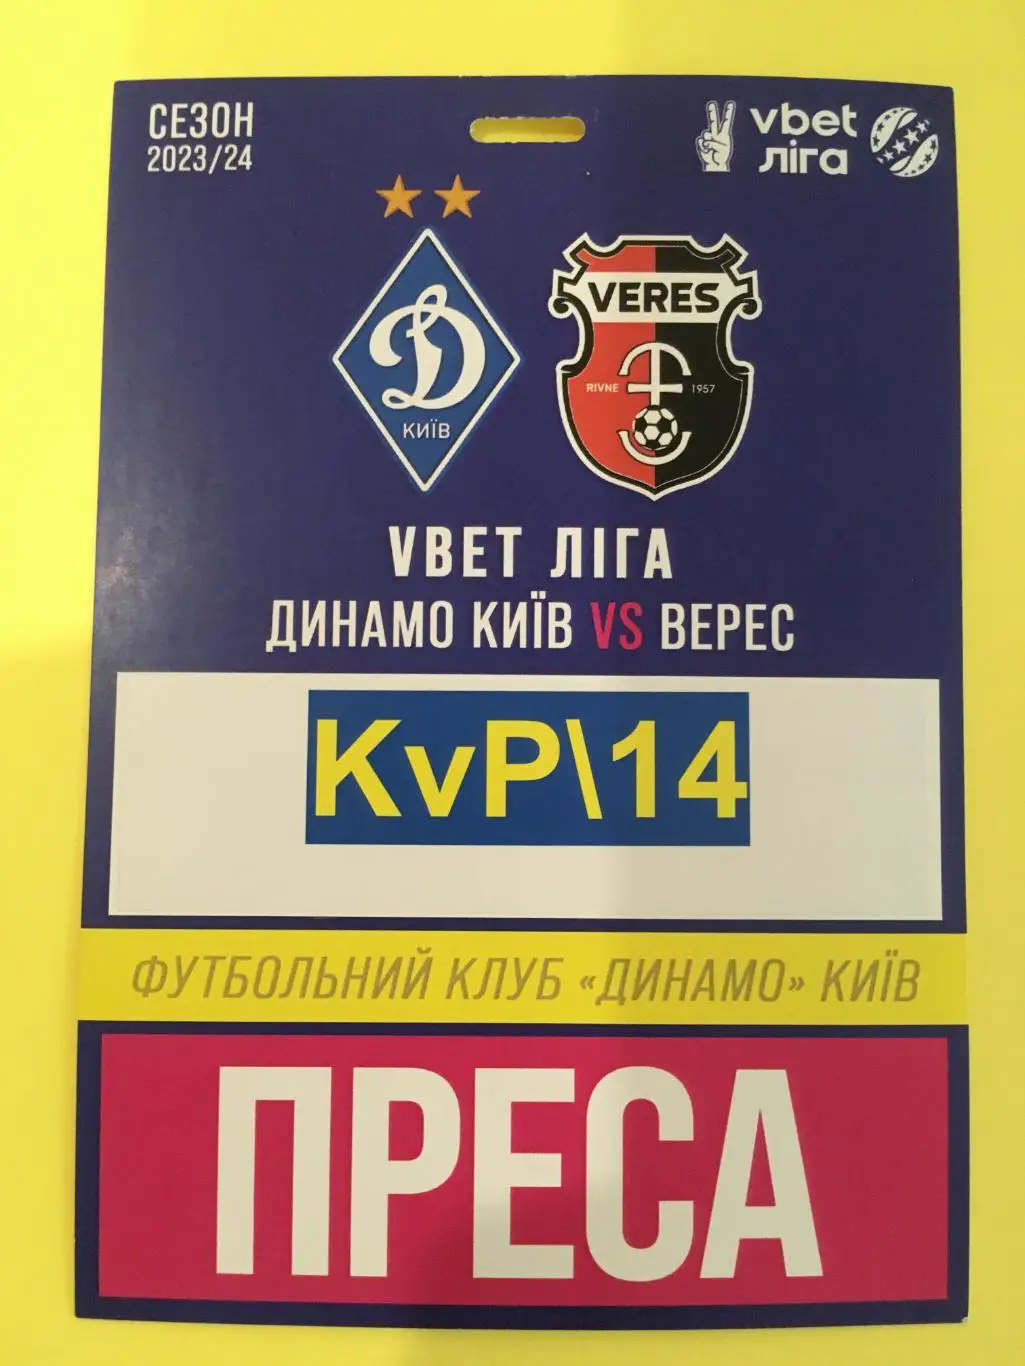 СЕЗОН
2023/24
vbet
ліга
VERES
RIVNE 1957
Д
КИЇВ
VBET ЛІГА
ДИНАМО КИЇВ VS ВЕРЕС
KvP\14
ФУТБОЛЬНИЙ КЛУБ «ДИНАМО» КИЇВ
ПРЕСА